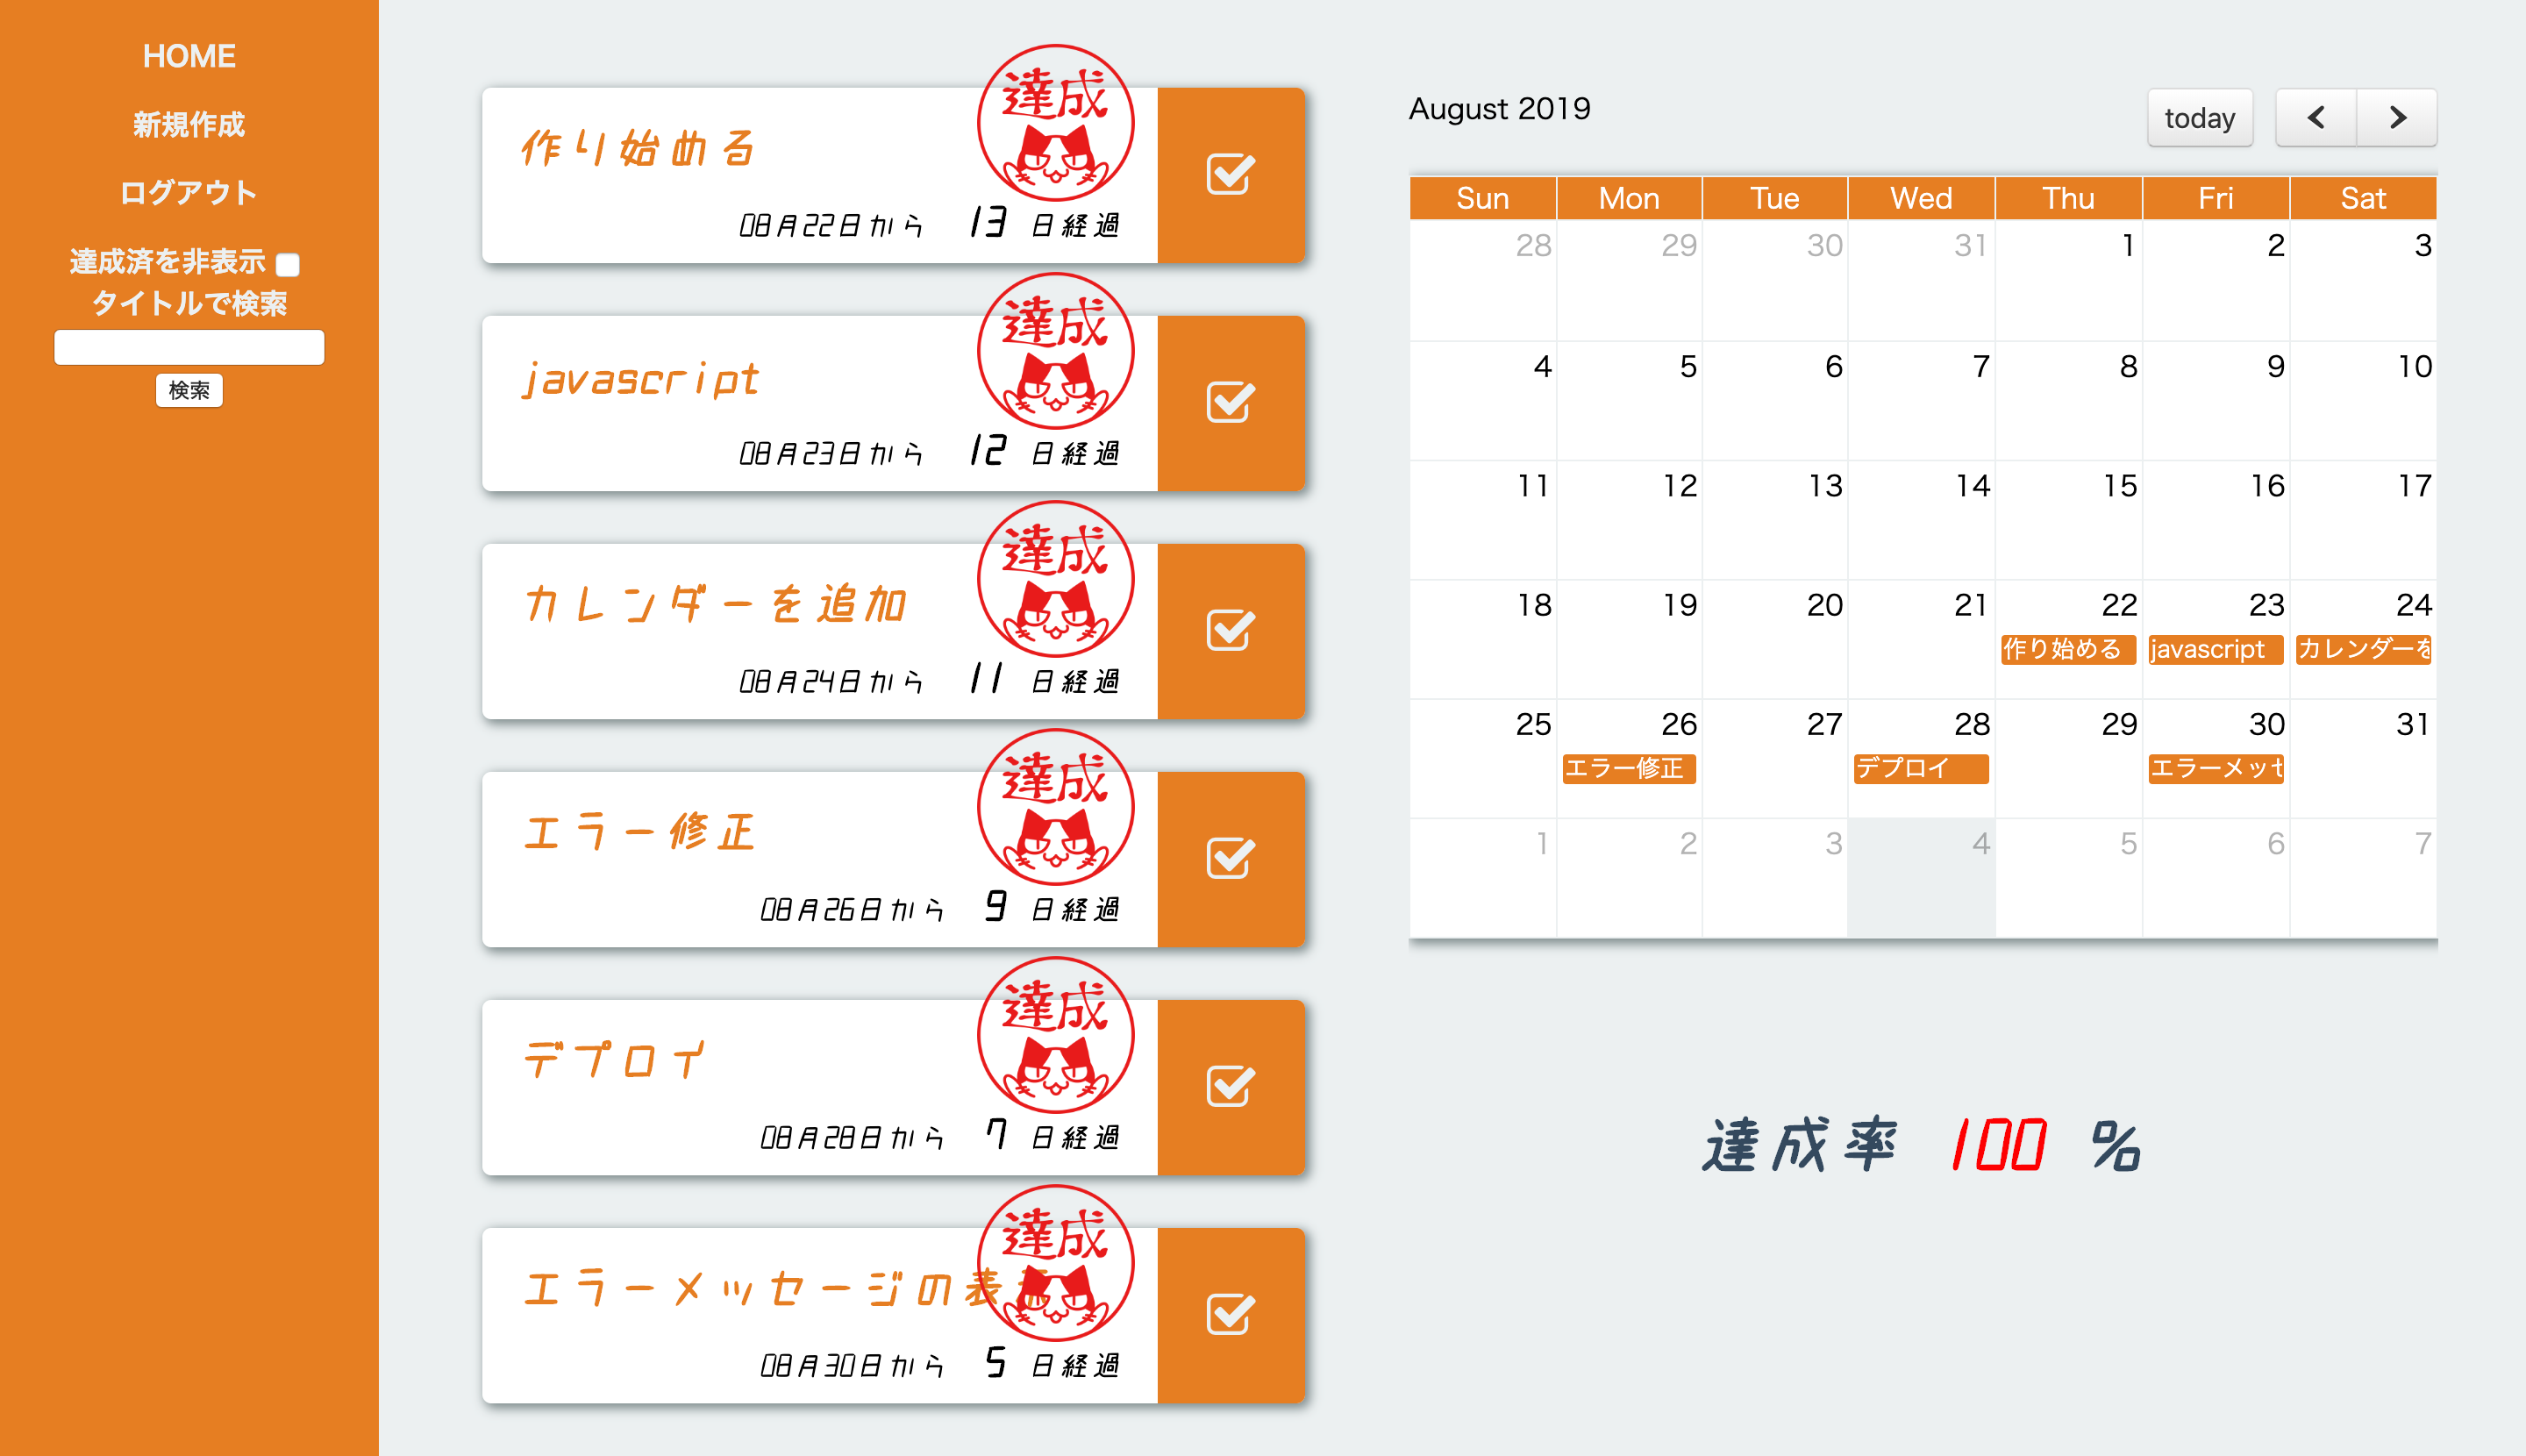 HOME
新規作成
ログアウト
達成済を非表示
タイトルで検索
検索
達成
作り始める
08月22日から 13 日経過
達成
javascript
08月23日から 12 日経過
達成
カレンダーを追加
08月24日から 11 日経過
達成
エラー修正
08月26日から 9 日経過
達成
デプロイ
08月28日から 7 日経過
達成
エラーメッセージの表示
08月30日から 5 日経過
August 2019
today
Sun Mon Tue Wed Thu Fri Sat
28 29 30 31 1 2 3
4 5 6 7 8 9 10
11 12 13 14 15 16 17
18 19 20 21 22 23 24
作り始める javascript カレンダーを
25 26 27 28 29 30 31
エラー修正 デプロイ エラーメッセ
1 2 3 4 5 6 7
達成率 100 %